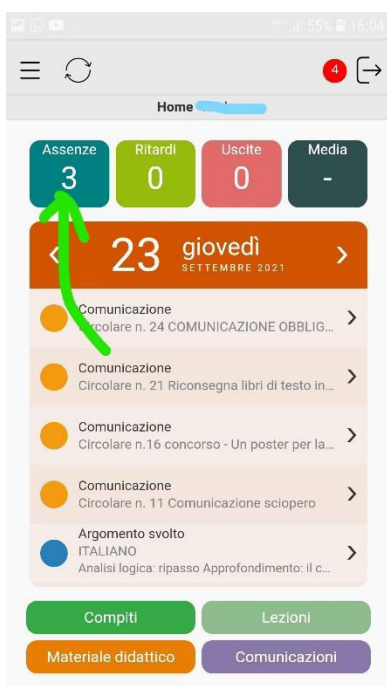 55% 16:04
4
Home
Assenze Ritardi Uscite Media
3 0 0 -
23 giovedì
SETTEMBRE 2021
Comunicazione
Circolare n. 24 COMUNICAZIONE OBBLIG...
Comunicazione
Circolare n. 21 Riconsegna libri di testo in...
Comunicazione
Circolare n.16 concorso - Un poster per la...
Comunicazione
Circolare n. 11 Comunicazione sciopero
Argomento svolto
ITALIANO
Analisi logica: ripasso Approfondimento: il c...
Compiti Lezioni
Materiale didattico Comunicazioni